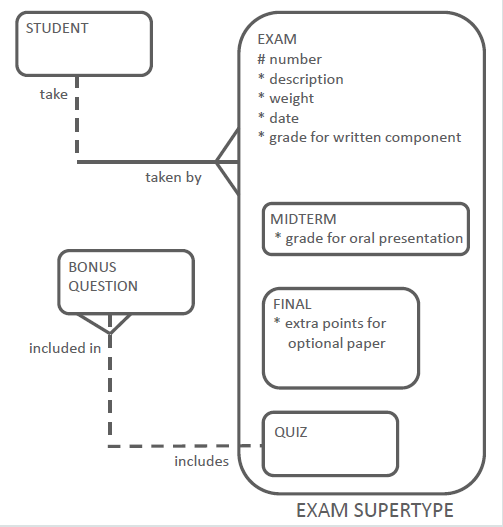 STUDENT
take
taken by
EXAM
# number
* description
* weight
* date
* grade for written component
MIDTERM
* grade for oral presentation
BONUS
QUESTION
included in
FINAL
* extra points for
optional paper
QUIZ
includes
EXAM SUPERTYPE